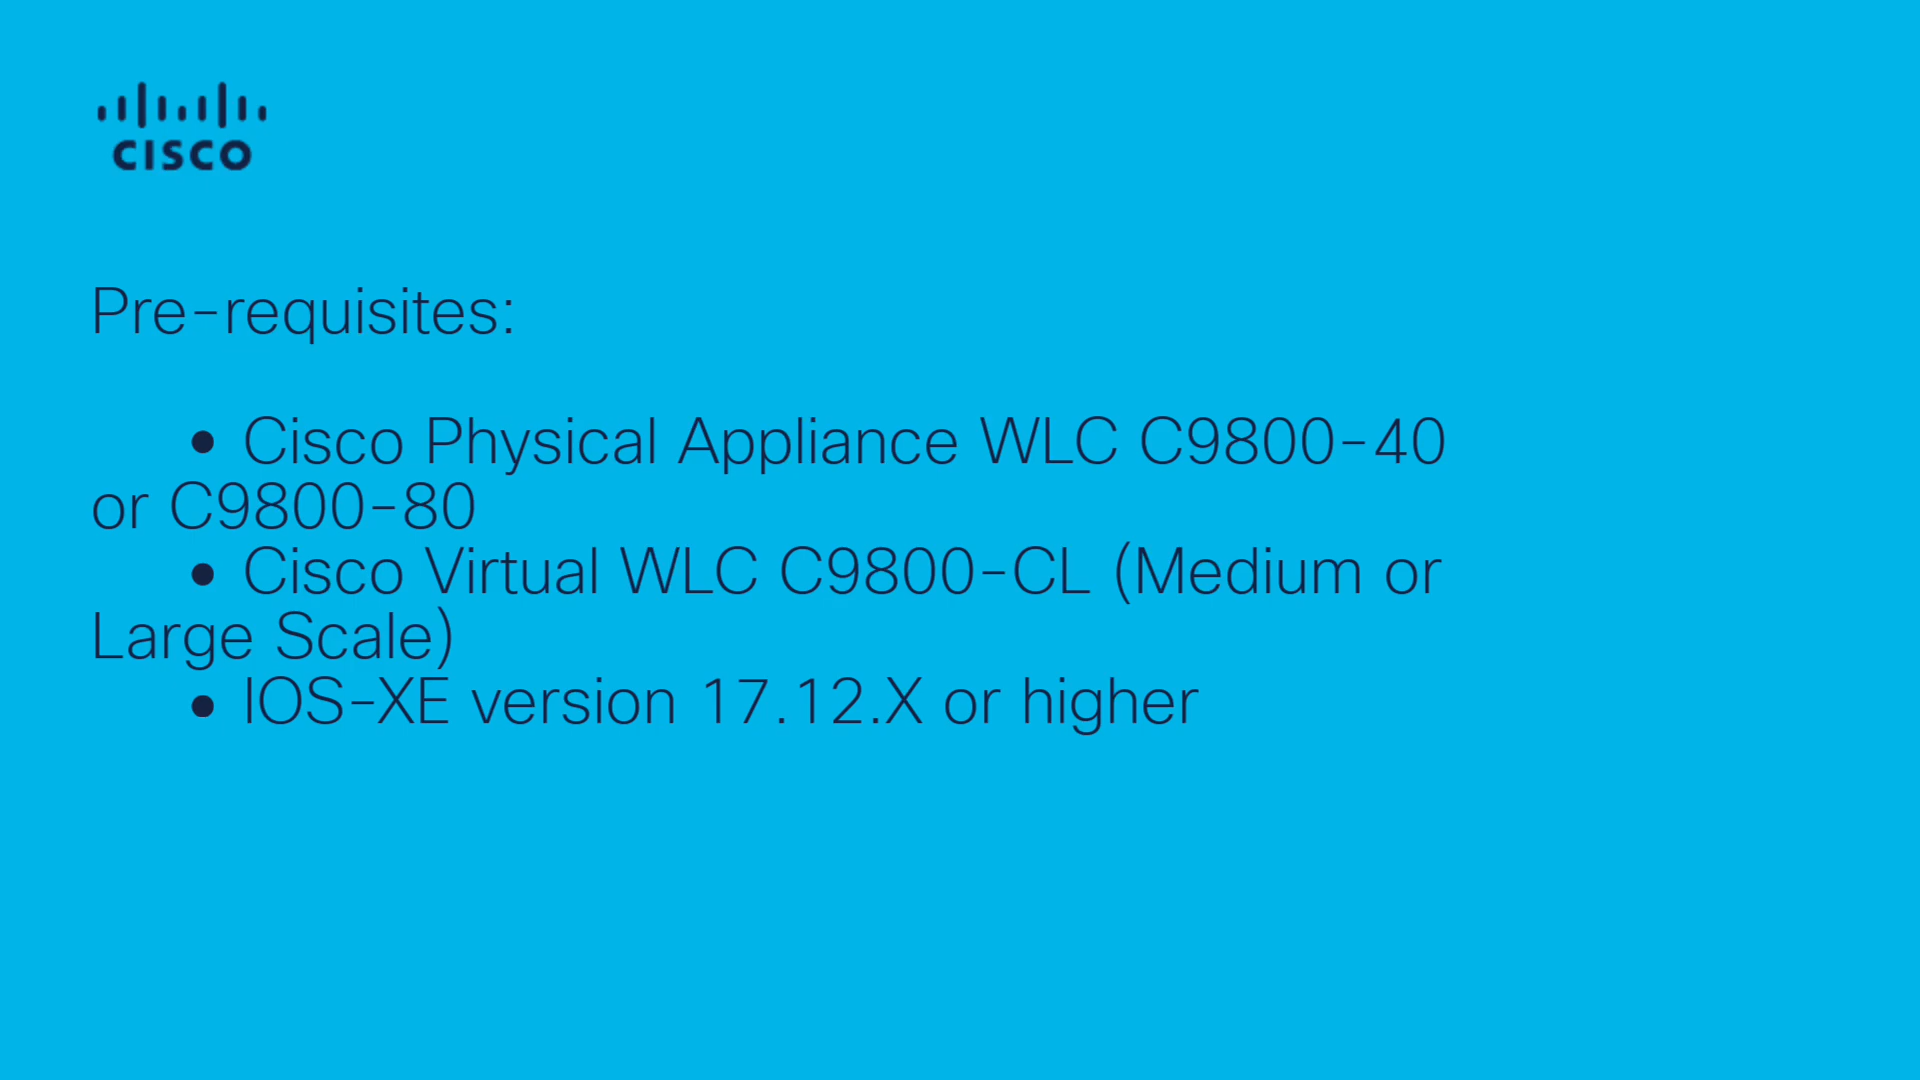 CISCO
Pre-requisites:
• Cisco Physical Appliance WLC C9800-40
or C9800-80
• Cisco Virtual WLC C9800-CL (Medium or
Large Scale)
• IOS-XE version 17.12.X or higher